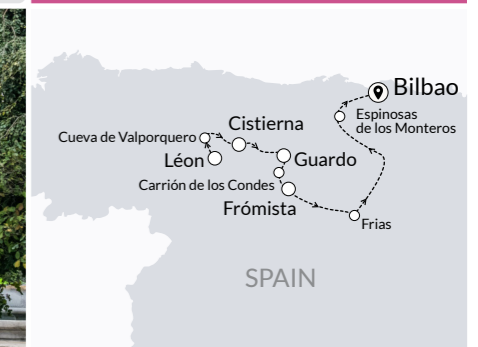 Bilbao
Espinosas
de los Monteros
Cistierna
Cueva de Valporquero
Léon
Guardo
Carrión de los Condes
Frómista
Frias
SPAIN